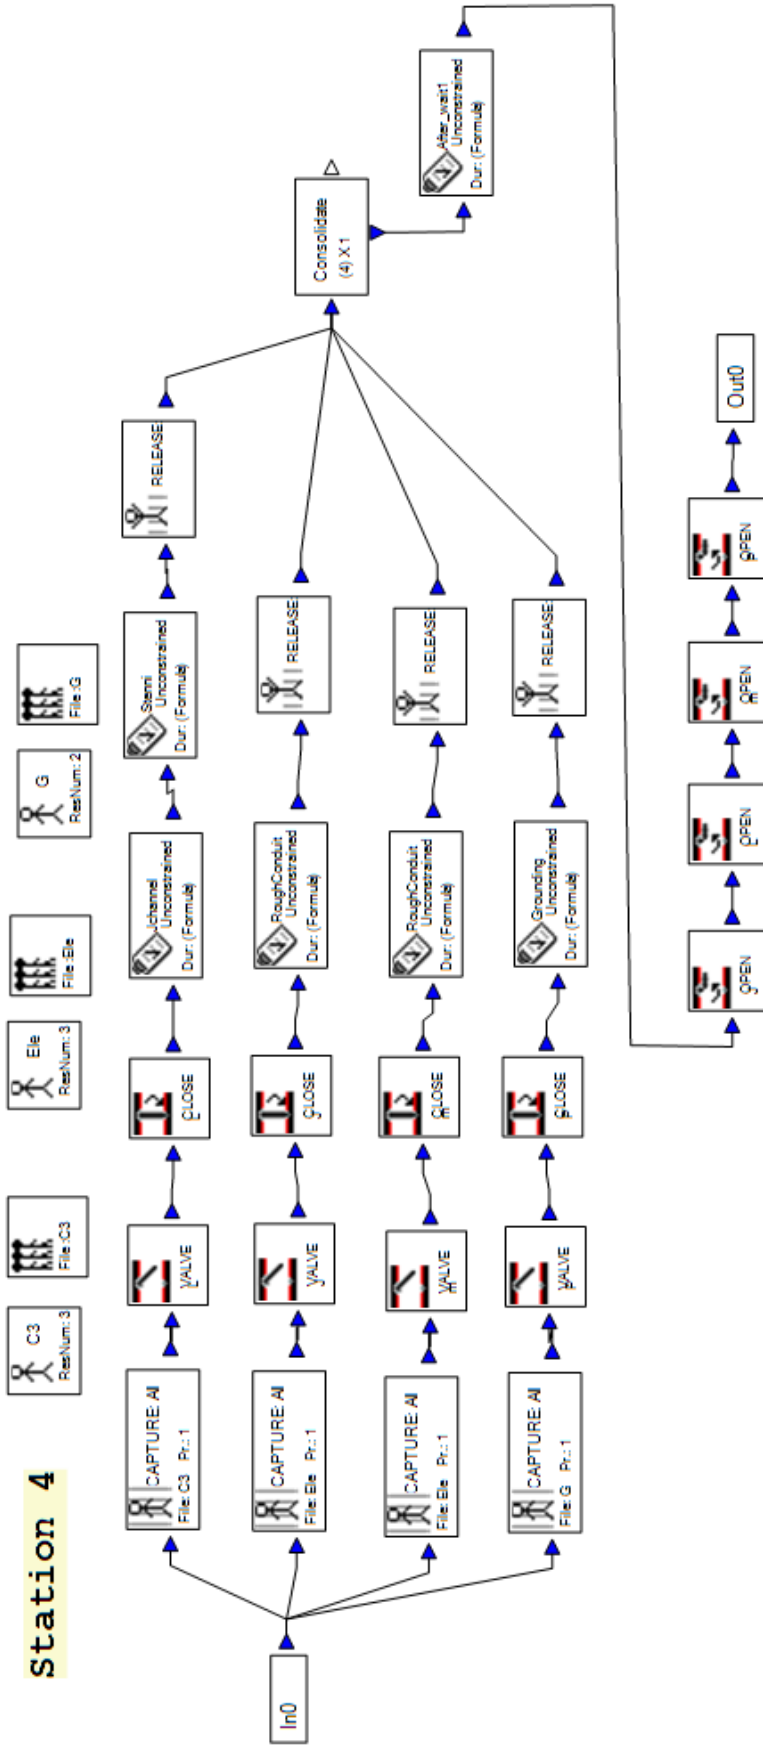 Station 4
C3
ResNum: 3
File :C3
Ele
ResNum: 3
File :Ele
G
ResNum: 2
File :G
In0
CAPTURE: All
File: C3 Pr.: 1
VALVE
L
CLOSE
L
Jchannel
Unconstrained
Dur: (Formula)
Stenni
Unconstrained
Dur: (Formula)
RELEASE:
CAPTURE: All
File: Ele Pr.: 1
VALVE
J
CLOSE
J
RoughConduit
Unconstrained
Dur: (Formula)
RELEASE:
CAPTURE: All
File: Ele Pr.: 1
VALVE
m
CLOSE
m
RoughConduit
Unconstrained
Dur: (Formula)
RELEASE:
CAPTURE: All
File: G Pr.: 1
VALVE
CLOSE
Grounding
Unconstrained
Dur: (Formula)
RELEASE:
Consolidate
(4) X 1
After_wait1
Unconstrained
Dur: (Formula)
OPEN
J
OPEN
L
OPEN
m
OPEN
Out0